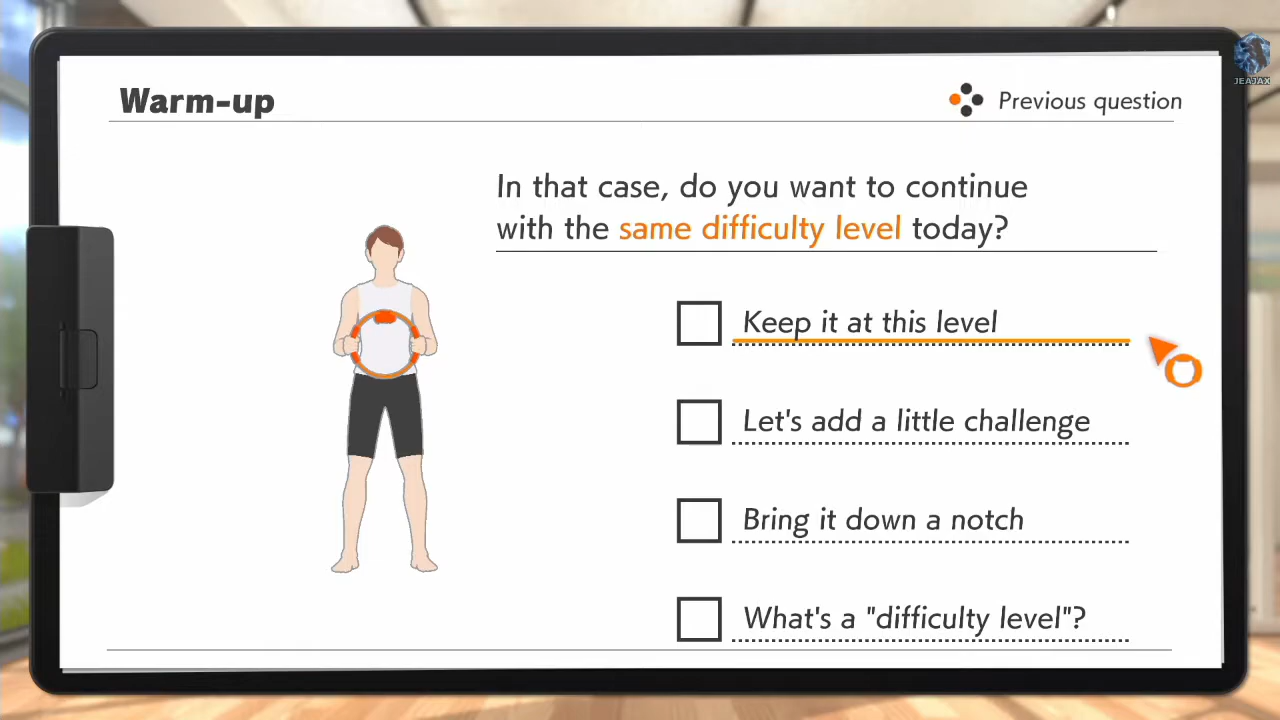 JEAJAX
Warm-up
Previous question
In that case, do you want to continue
with the same difficulty level today?
Keep it at this level
Let's add a little challenge
Bring it down a notch
What's a "difficulty level"?